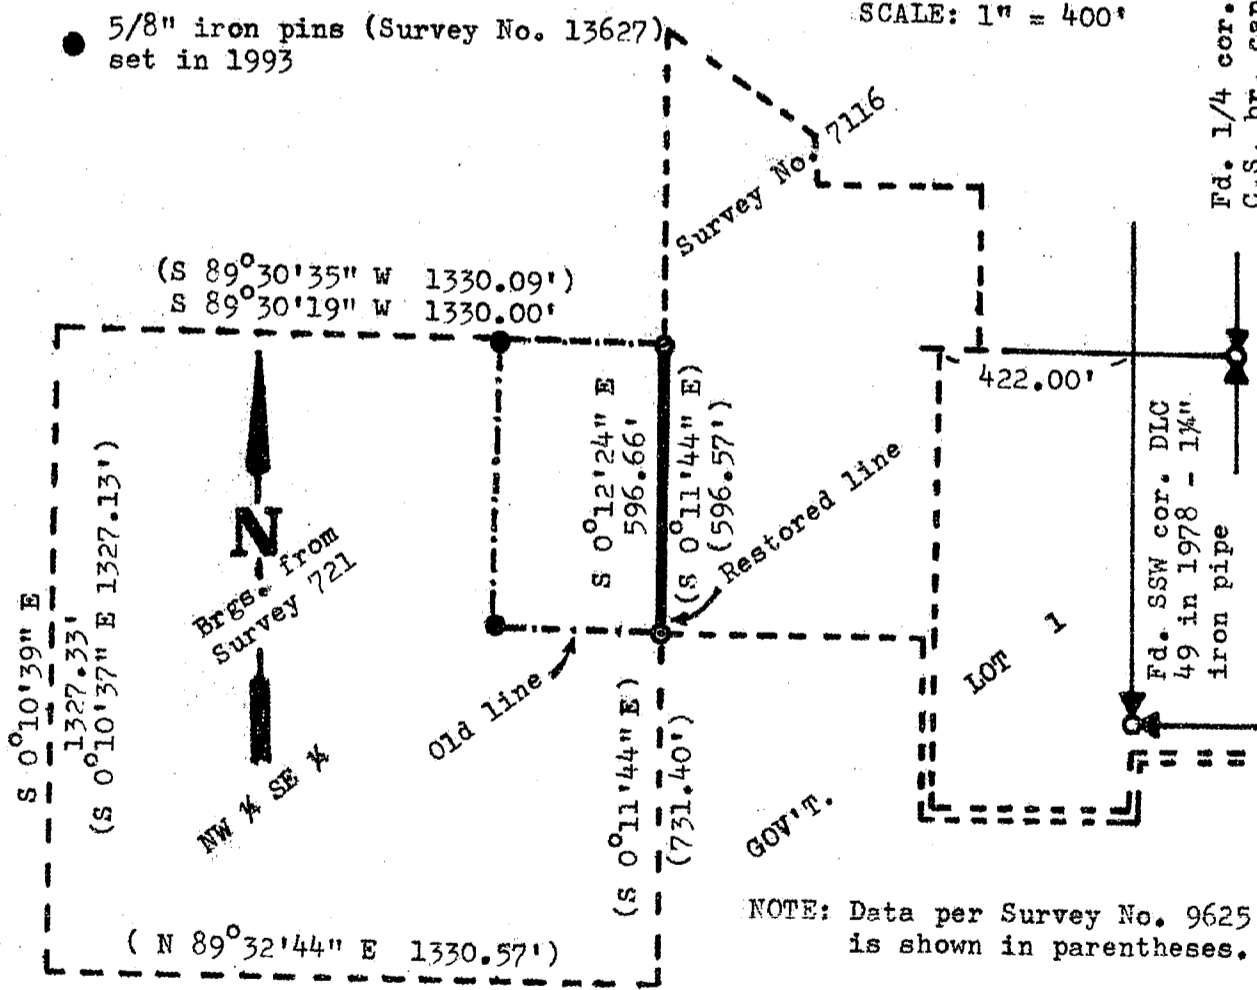 5/8" iron pins (Survey No. 13627)
set in 1993
SCALE: 1" = 400'
Fd. 1/4 cor.
C.S. br. cap
Survey No. 7116
(S 89°30'35" W 1330.09')
S 89°30'19" W 1330.00'
422.00'
S 0°12'24" E
596.66'
(S 0°11'44" E)
(596.57')
Restored line
Fd. SSW cor. DLC
49 in 1978 - 1¼"
iron pipe
N
Brgs. from
Survey 721
S 0°10'39" E
1327.33'
(S 0°10'37" E 1327.13')
Old line
LOT 1
NW ¼ SE ¼
(S 0°11'44" E)
(731.40')
GOV'T.
NOTE: Data per Survey No. 9625
is shown in parentheses.
( N 89°32'44" E 1330.57')